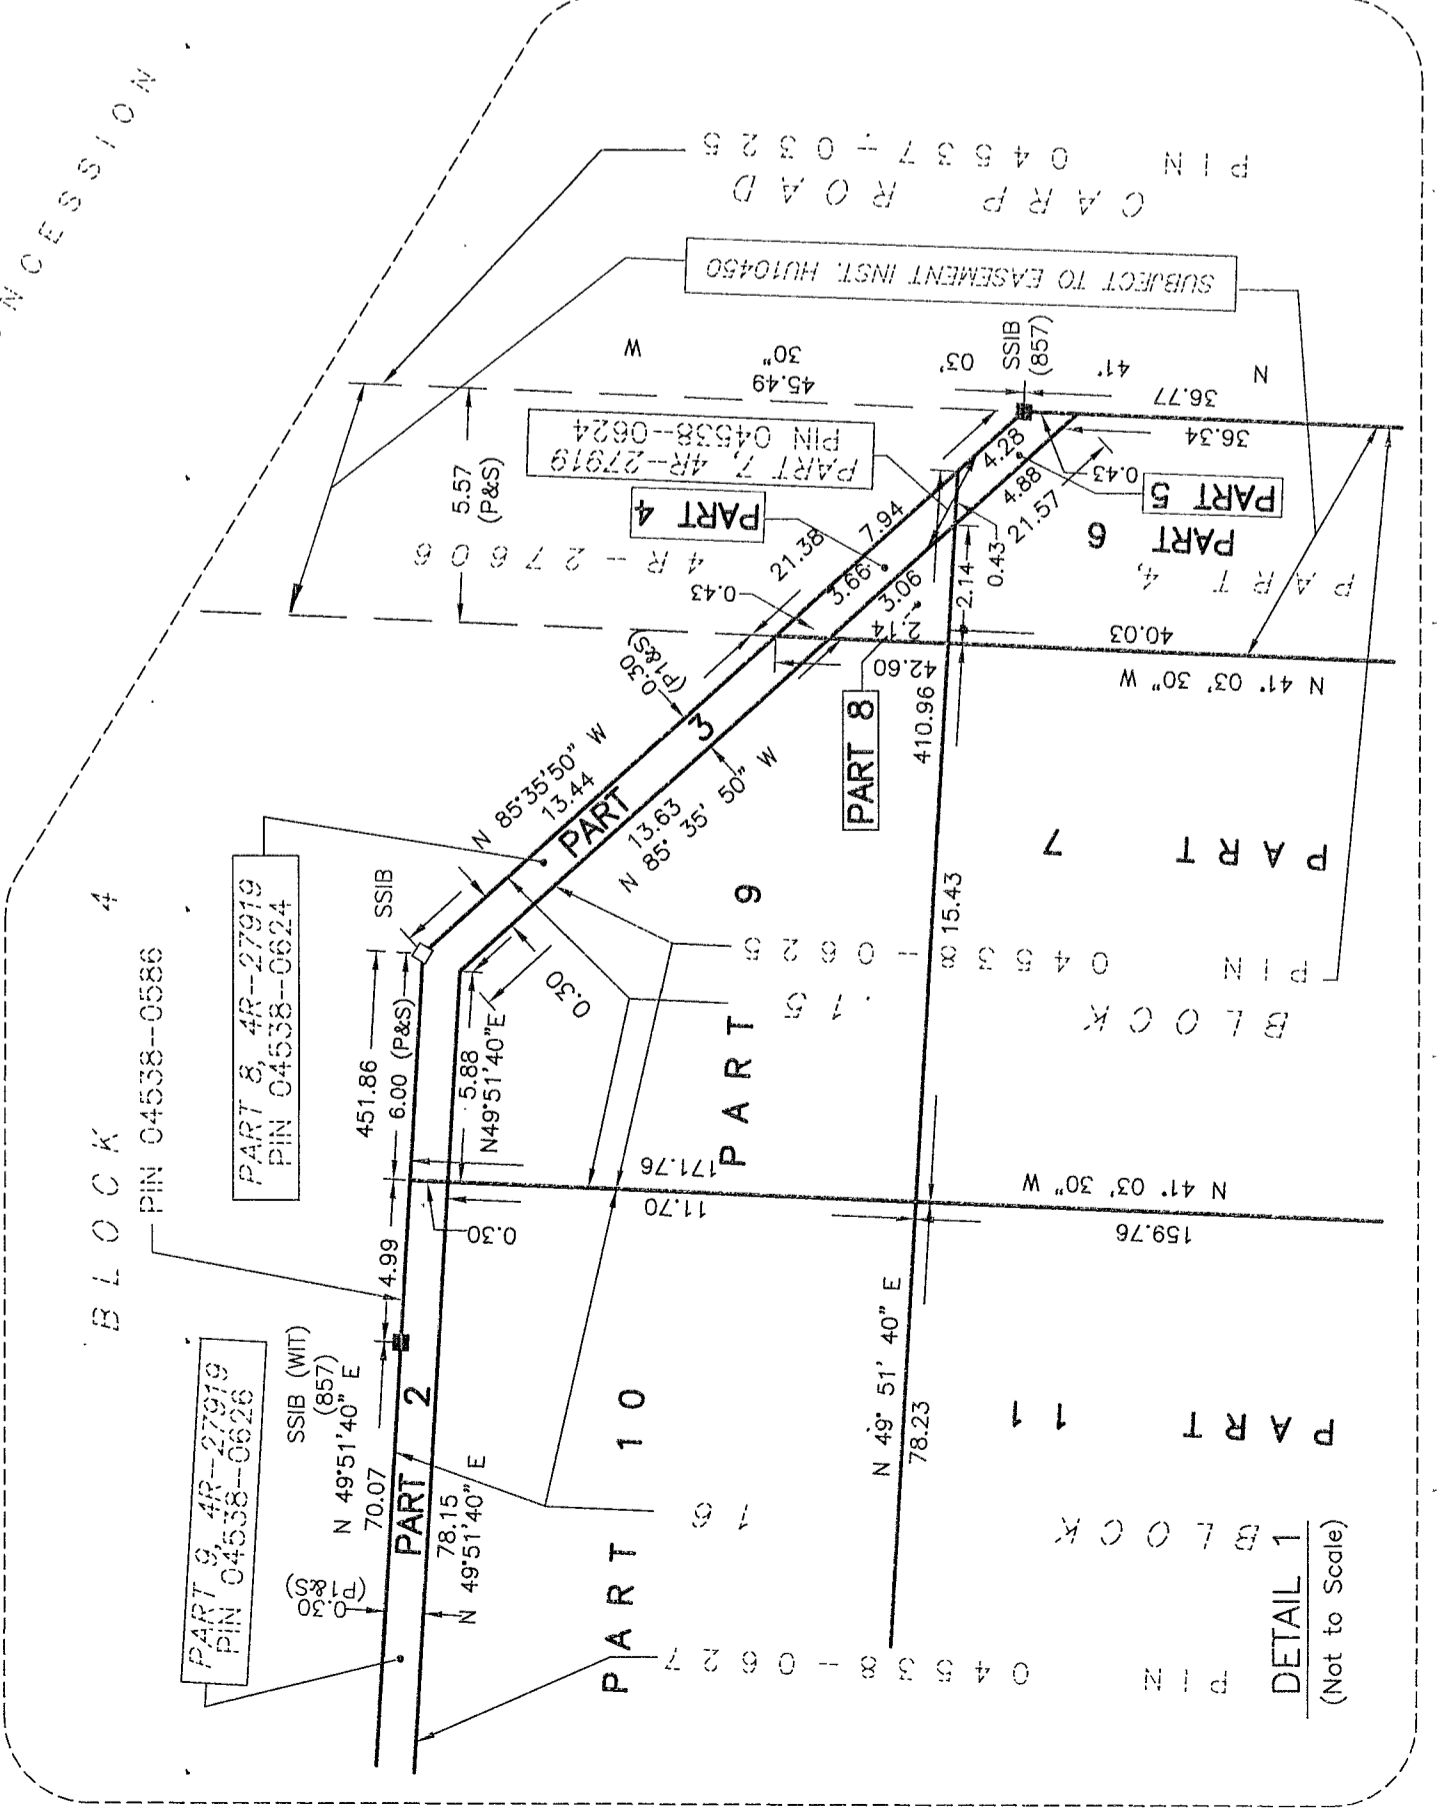 NCESSION
PIN 04537-0325
CARP ROAD
SUBJECT TO EASEMENT INST. HU10450
N 41° 03' 30" W
45.49
SSIB
(857)
36.77
36.34
5.57
(P&S)
PART 7, 4R-27919
PIN 04538-0624
PART 4
4R-27606
4.28
0.43
4.88
21.57
PART 5
PART 6
PART 4,
7.94
21.38
3.66
0.43
3.06
2.14
2.14
0.43
40.03
42.60
N 41° 03' 30" W
0.30
(P1&S)
PART 3
PART 8
410.96
N 85°35'50" W
13.44
13.63
N 85° 35' 50" W
BLOCK 4
PIN 04538-0586
PART 8, 4R-27919
PIN 04538-0624
SSIB
451.86
6.00 (P&S)
5.88
N49°51'40"E
0.30
PART 9
PIN 04538-0625
BLOCK 15
15.43
PART 7
171.76
11.70
N 41° 03' 30" W
159.76
4.99
0.30
PART 9, 4R-27919
PIN 04538-0626
SSIB (WIT)
(857)
N 49°51'40" E
70.07
PART 2
78.15
N 49°51'40" E
0.30
(P1&S)
PART 10
N 49° 51' 40" E
78.23
PART 11
BLOCK 16
PIN 04538-0627
DETAIL 1
(Not to Scale)